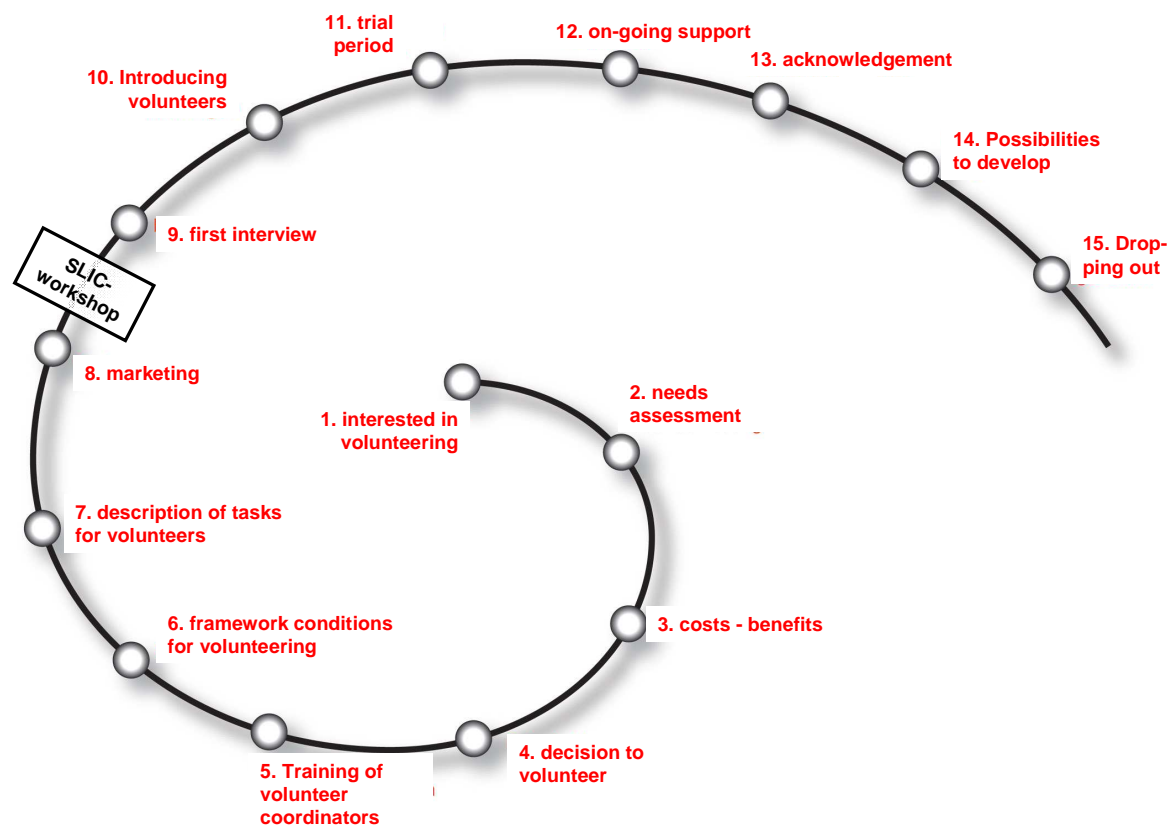 1. interested in
volunteering
2. needs
assessment
3. costs - benefits
4. decision to
volunteer
5. Training of
volunteer
coordinators
6. framework conditions
for volunteering
7. description of tasks
for volunteers
8. marketing
SLIC-
workshop
9. first interview
10. Introducing
volunteers
11. trial
period
12. on-going support
13. acknowledgement
14. Possibilities
to develop
15. Drop-
ping out